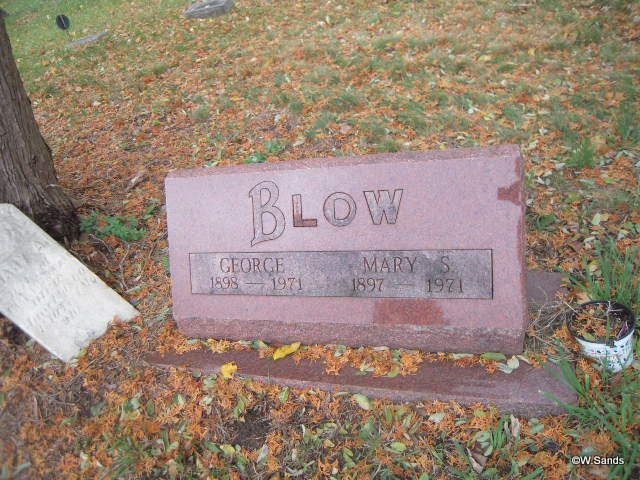 BLOW
GEORGE MARY S.
1898 — 1971 1897 — 1971
©W.Sands